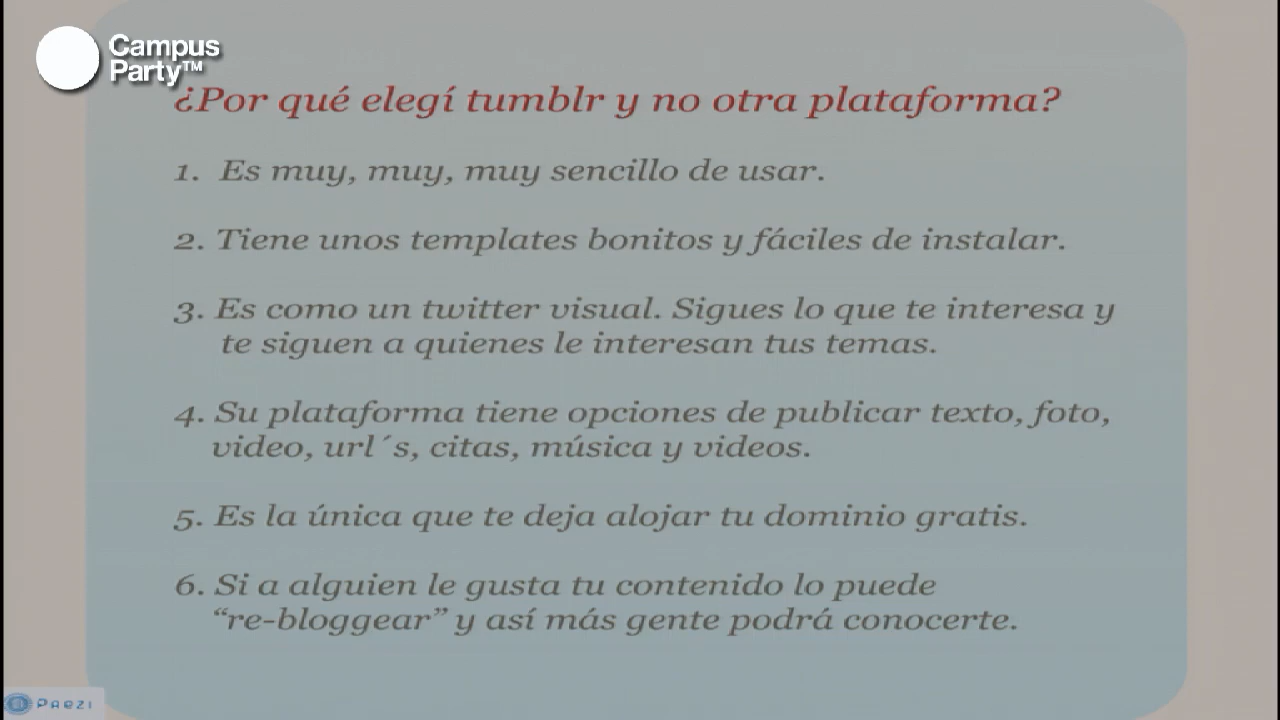 Campus
Party™
¿Por qué elegí tumblr y no otra plataforma?
1. Es muy, muy, muy sencillo de usar.
2. Tiene unos templates bonitos y fáciles de instalar.
3. Es como un twitter visual. Sigues lo que te interesa y
te siguen a quienes le interesan tus temas.
4. Su plataforma tiene opciones de publicar texto, foto,
video, url´s, citas, música y videos.
5. Es la única que te deja alojar tu dominio gratis.
6. Si a alguien le gusta tu contenido lo puede
“re-bloggear” y así más gente podrá conocerte.